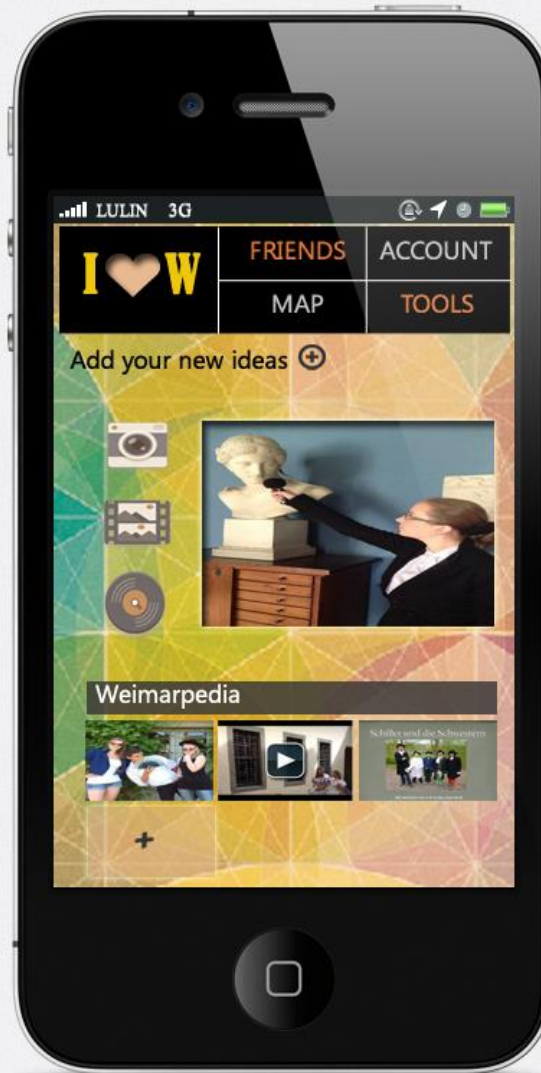 LULIN 3G
I W
FRIENDS ACCOUNT
MAP TOOLS
Add your new ideas
Weimarpedia
Schiller und die Schwestern